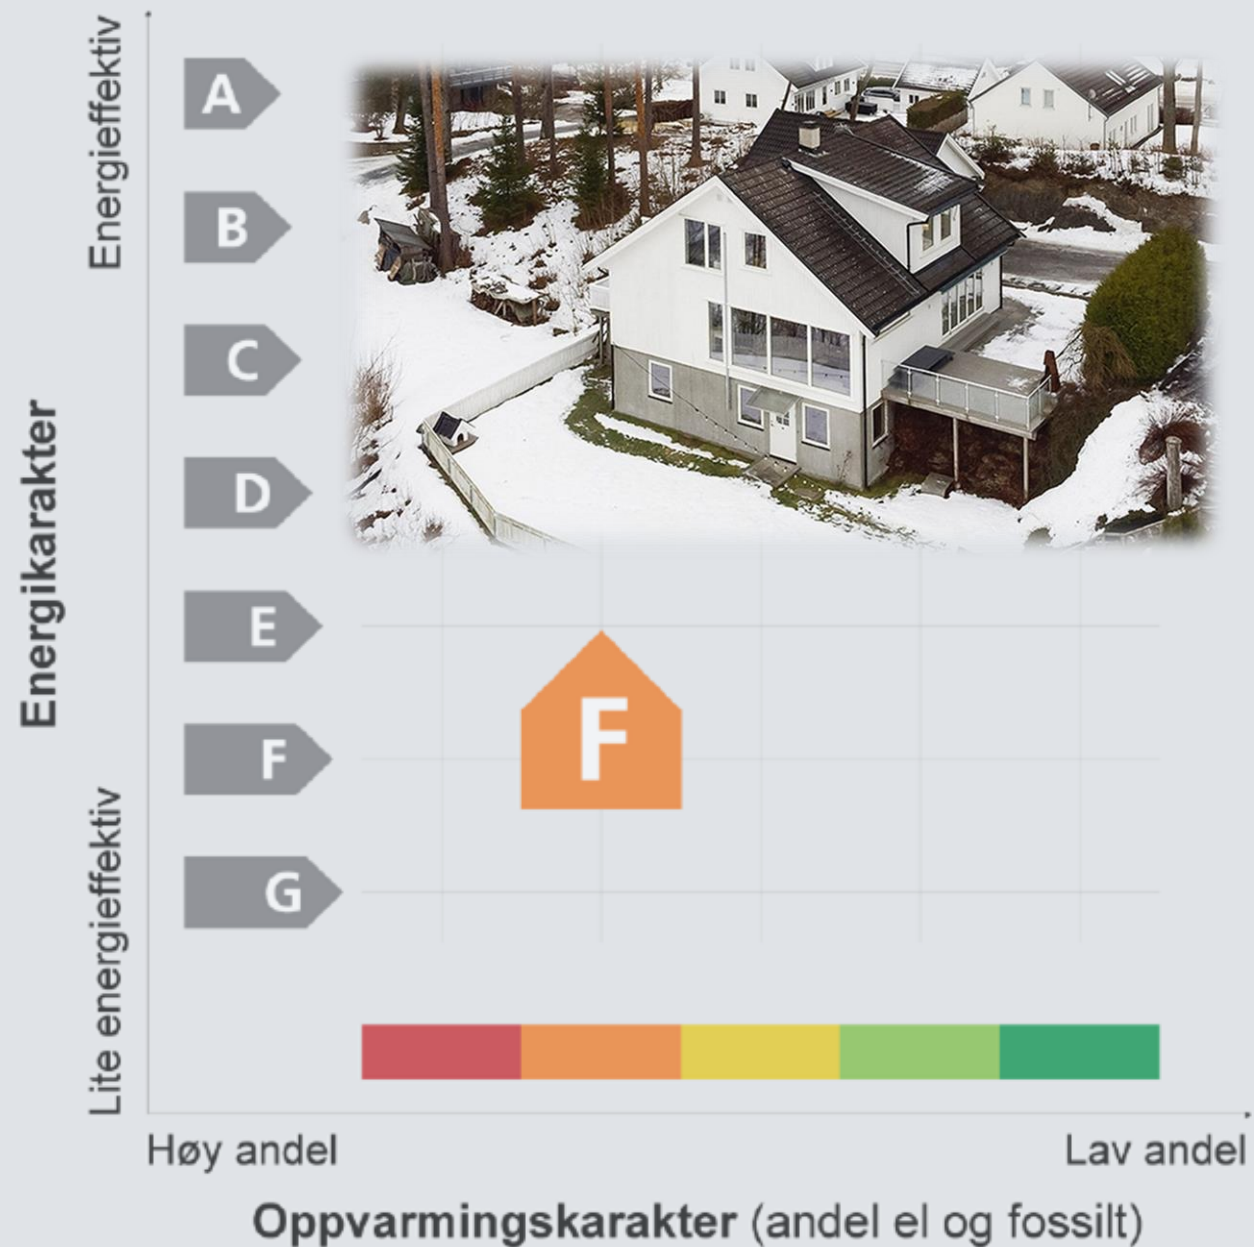 Energieffektiv
Energikarakter
Lite energieffektiv
A
B
C
D
E
F
G
F
Høy andel
Lav andel
Oppvarmingskarakter (andel el og fossilt)